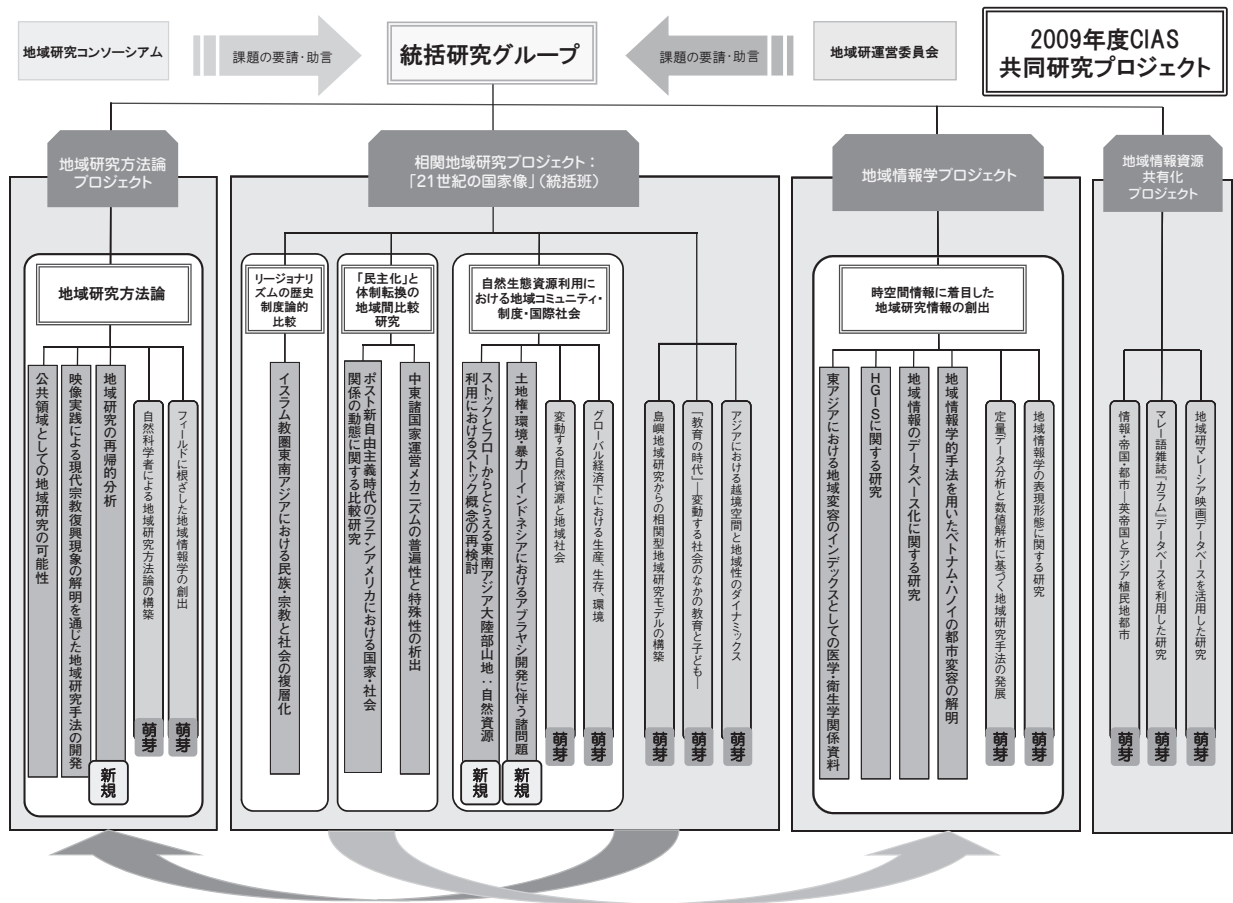 地域研究コンソーシアム
課題の要請・助言
統括研究グループ
課題の要請・助言
地域研運営委員会
2009年度CIAS
共同研究プロジェクト
地域研究方法論
プロジェクト
地域研究方法論
公共領域としての地域研究の可能性
映像実践による現代宗教復興現象の解明を通じた地域研究手法の開発
地域研究の再帰的分析
新規
自然科学者による地域研究方法論の構築
萌芽
フィールドに根ざした地域情報学の創出
萌芽
相関地域研究プロジェクト：
「21世紀の国家像」（統括班）
リージョナリ
ズムの歴史
制度論的
比較
イスラム教圏東南アジアにおける民族・宗教と社会の複層化
「民主化」と
体制転換の
地域間比較
研究
ポスト新自由主義時代のラテンアメリカにおける国家・社会
関係の動態に関する比較研究
中東諸国家運営メカニズムの普遍性と特殊性の析出
自然生態資源利用に
おける地域コミュニティ・
制度・国際社会
ストックとフローからとらえる東南アジア大陸部山地：自然資源
利用におけるストック概念の再検討
新規
土地権・環境・暴力ーインドネシアにおけるアブラヤシ開発に伴う諸問題
新規
変動する自然資源と地域社会
萌芽
グローバル経済下における生産、生存、環境
萌芽
島嶼地域研究からの相関型地域研究モデルの構築
萌芽
「教育の時代」―変動する社会のなかの教育と子ども―
萌芽
アジアにおける越境空間と地域性のダイナミックス
萌芽
地域情報学プロジェクト
時空間情報に着目した
地域研究情報の創出
東アジアにおける地域変容のインデックスとしての医学・衛生学関係資料
HGISに関する研究
地域情報のデータベース化に関する研究
地域情報学的手法を用いたベトナム・ハノイの都市変容の解明
定量データ分析と数値解析に基づく地域研究手法の発展
萌芽
地域情報学の表現形態に関する研究
萌芽
地域情報資源
共有化
プロジェクト
情報・帝国・都市―英帝国とアジア植民地都市
萌芽
マレー語雑誌『カラム』データベースを利用した研究
萌芽
地域研マレーシア映画データベースを活用した研究
萌芽